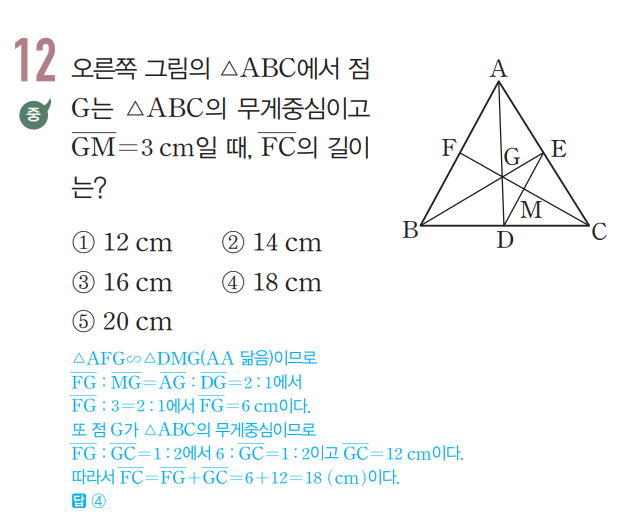 12
중
오른쪽 그림의 △ABC에서 점
G는 △ABC의 무게중심이고
GM=3 cm일 때, FC의 길이
는?
① 12 cm ② 14 cm
③ 16 cm ④ 18 cm
⑤ 20 cm
A
F G E
M
B D C
△AFG∽△DMG(AA 닮음)이므로
FG : MG=AG : DG=2 : 1에서
FG : 3=2 : 1에서 FG=6 cm이다.
또 점 G가 △ABC의 무게중심이므로
FG : GC=1 : 2에서 6 : GC=1 : 2이고 GC=12 cm이다.
따라서 FC=FG+GC=6+12=18 (cm)이다.
답 ④